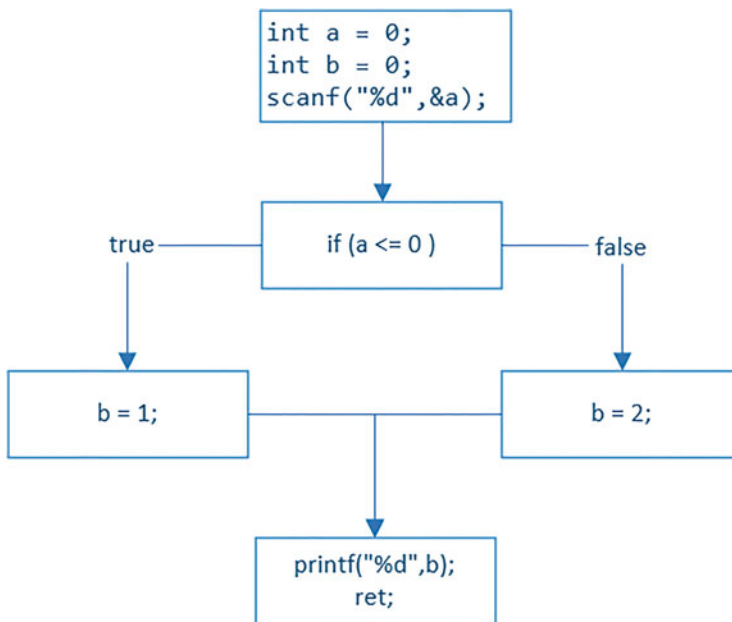 int a = 0;
int b = 0;
scanf("%d",&a);
if (a <= 0 )
true
false
b = 1;
b = 2;
printf("%d",b);
ret;